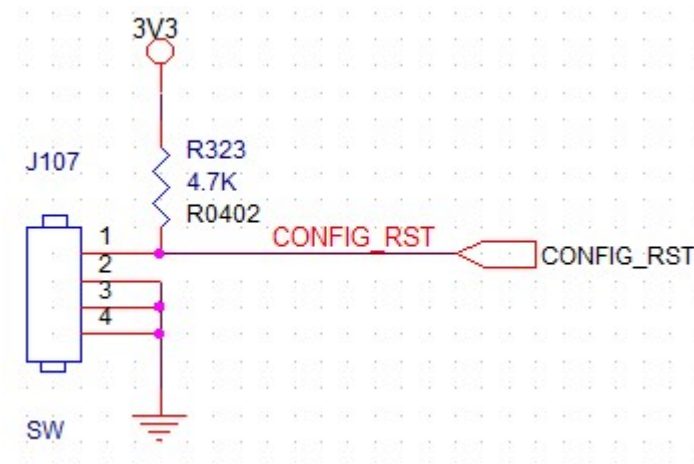 3V3
J107
R323
4.7K
R0402
1
CONFIG_RST
CONFIG_RST
2
3
4
SW